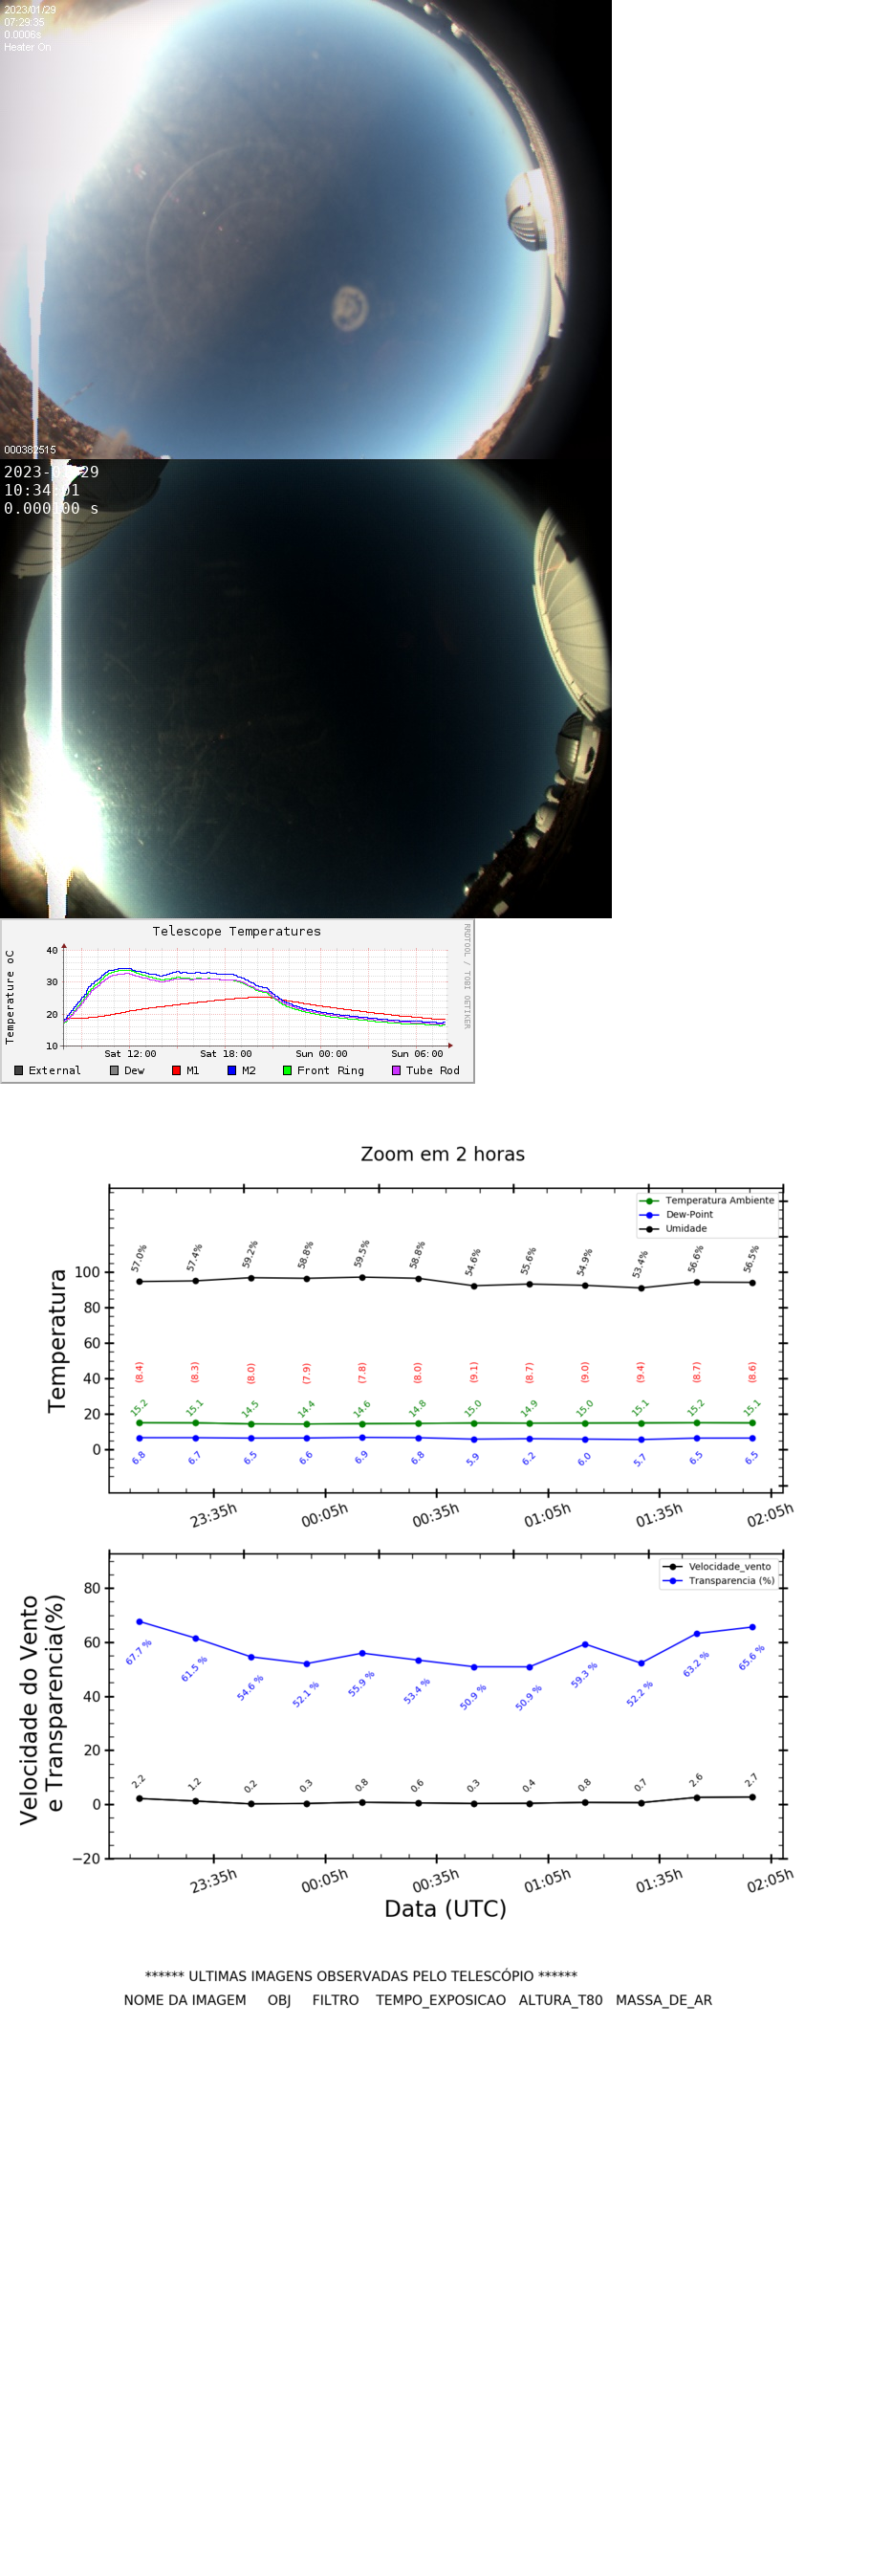 2023/01/29
07:29:35
0.0006s
Heater On
000382515
2023-01-29
10:34:01
0.000100 s
Telescope Temperatures
RRDTOOL / TOBI OETIKER
Temperature oC
40
30
20
10
Sat 12:00 Sat 18:00 Sun 00:00 Sun 06:00
External Dew M1 M2 Front Ring Tube Rod
Zoom em 2 horas
Temperatura Ambiente
Dew-Point
Umidade
Temperatura
100
80
60
40
20
0
57.0% 57.4% 59.2% 58.8% 59.5% 58.8% 54.6% 55.6% 54.9% 53.4% 56.6% 56.5%
(8.4) (8.3) (8.0) (7.9) (7.8) (8.0) (9.1) (8.7) (9.0) (9.4) (8.7) (8.6)
15.2 15.1 14.5 14.4 14.6 14.8 15.0 14.9 15.0 15.1 15.2 15.1
6.8 6.7 6.5 6.6 6.9 6.8 5.9 6.2 6.0 5.7 6.5 6.5
23:35h 00:05h 00:35h 01:05h 01:35h 02:05h
Velocidade_vento
Transparencia (%)
Velocidade do Vento
e Transparencia(%)
80
60
40
20
0
−20
67.7 % 61.5 % 54.6 % 52.1 % 55.9 % 53.4 % 50.9 % 50.9 % 59.3 % 52.2 % 63.2 % 65.6 %
2.2 1.2 0.2 0.3 0.8 0.6 0.3 0.4 0.8 0.7 2.6 2.7
23:35h 00:05h 00:35h 01:05h 01:35h 02:05h
Data (UTC)
****** ULTIMAS IMAGENS OBSERVADAS PELO TELESCÓPIO ******
NOME DA IMAGEM OBJ FILTRO TEMPO_EXPOSICAO ALTURA_T80 MASSA_DE_AR